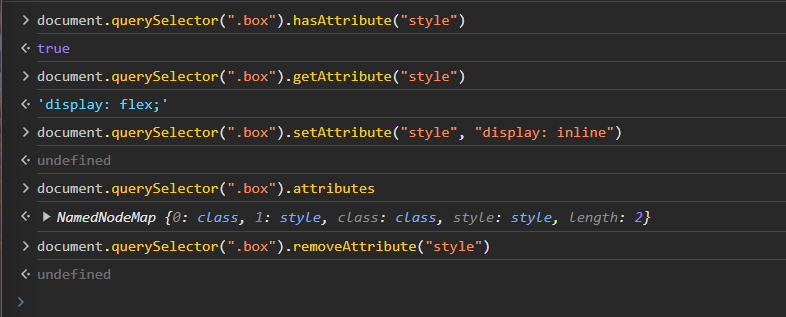 > document.querySelector(".box").hasAttribute("style")
<· true
> document.querySelector(".box").getAttribute("style")
<· 'display: flex;'
> document.querySelector(".box").setAttribute("style", "display: inline")
<· undefined
> document.querySelector(".box").attributes
<· ▶ NamedNodeMap {0: class, 1: style, class: class, style: style, length: 2}
> document.querySelector(".box").removeAttribute("style")
<· undefined
>